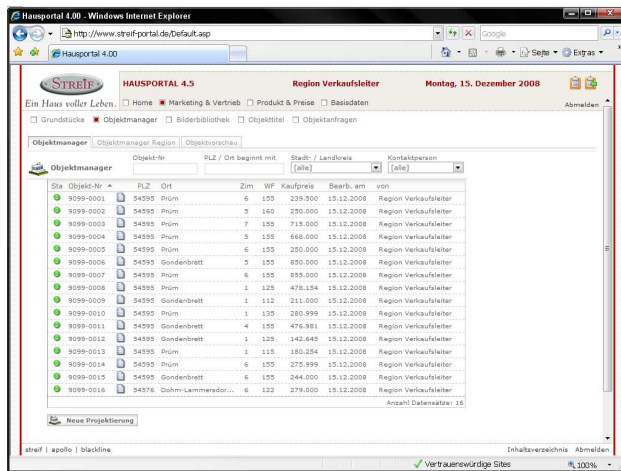 Hausportal 4.00 - Windows Internet Explorer
http://www.streif-portal.de/Default.asp Google
Hausportal 4.00 Seite Extras
STREIF HAUSPORTAL 4.5 Region Verkaufsleiter Montag, 15. Dezember 2008
Ein Haus voller Leben. Home Marketing & Vertrieb Produkt & Preise Basisdaten Abmelden
Grundstücke Objektmanager Bilderbibliothek Objekttitel Objektanfragen
Objektmanager Objektmanager Region Objektvorschau
Objekt-Nr PLZ / Ort beginnt mit Stadt- / Landkreis Kontaktperson
Objektmanager [alle] [alle]
Sta Objekt-Nr PLZ Ort Zim WF Kaufpreis Bearb. am von
9099-0001 54595 Prüm 6 155 239.500 15.12.2008 Region Verkaufsleiter
9099-0002 54595 Prüm 5 160 250.000 15.12.2008 Region Verkaufsleiter
9099-0003 54595 Prüm 7 155 715.000 15.12.2008 Region Verkaufsleiter
9099-0004 54595 Prüm 5 155 668.000 15.12.2008 Region Verkaufsleiter
9099-0005 54595 Prüm 6 155 250.000 15.12.2008 Region Verkaufsleiter
9099-0006 54595 Gondenbrett 5 155 850.000 15.12.2008 Region Verkaufsleiter
9099-0007 54595 Prüm 6 155 855.000 15.12.2008 Region Verkaufsleiter
9099-0008 54595 Prüm 1 125 478.154 15.12.2008 Region Verkaufsleiter
9099-0009 54595 Gondenbrett 1 112 211.000 15.12.2008 Region Verkaufsleiter
9099-0010 54595 Prüm 1 135 280.999 15.12.2008 Region Verkaufsleiter
9099-0011 54595 Gondenbrett 4 155 476.981 15.12.2008 Region Verkaufsleiter
9099-0012 54595 Gondenbrett 1 125 142.645 15.12.2008 Region Verkaufsleiter
9099-0013 54595 Prüm 1 115 180.254 15.12.2008 Region Verkaufsleiter
9099-0014 54595 Prüm 6 155 275.999 15.12.2008 Region Verkaufsleiter
9099-0015 54595 Gondenbrett 6 155 244.000 15.12.2008 Region Verkaufsleiter
9099-0016 54576 Dohm-Lammersdor... 6 122 279.000 15.12.2008 Region Verkaufsleiter
Anzahl Datensätze: 16
Neue Projektierung
streif | apollo | blackline Inhaltsverzeichnis Abmelden
Vertrauenswürdige Sites 100%